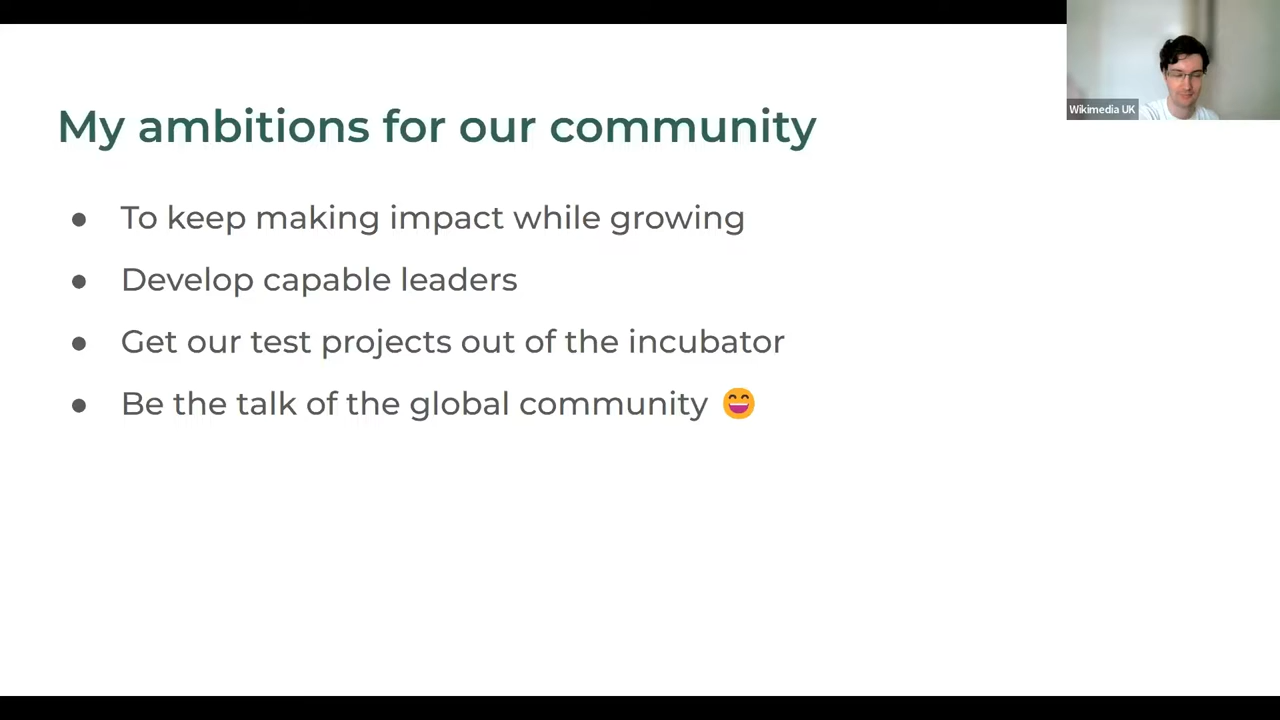 My ambitions for our community
● To keep making impact while growing
● Develop capable leaders
● Get our test projects out of the incubator
● Be the talk of the global community 😄
Wikimedia UK